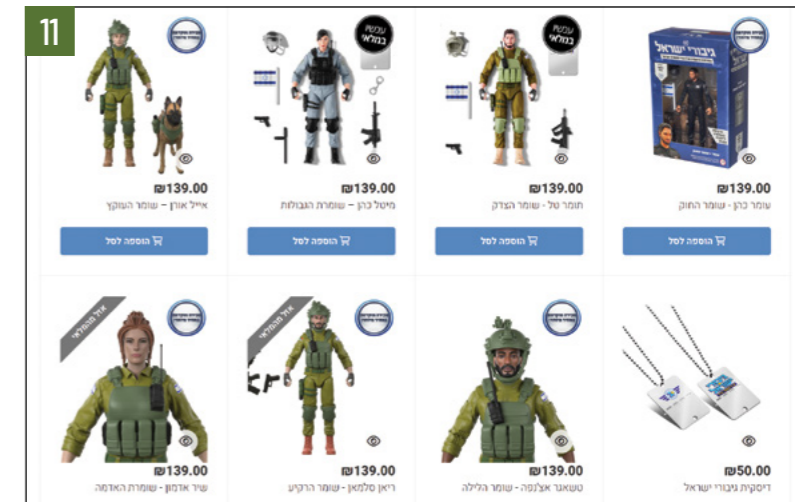 11
עכשיו
במלאי
עכשיו
במלאי
גיבורי ישראל
₪139.00
עומר כהן - שומר החוק
הוספה לסל
₪139.00
תומר טל - שומר הצדק
הוספה לסל
₪139.00
מיטל כהן – שומרת הגבולות
הוספה לסל
₪139.00
אייל אורן – שומר העוקץ
הוספה לסל
אזל מהמלאי
אזל מהמלאי
₪50.00
דיסקית גיבורי ישראל
₪139.00
טשאגר אצ'נפה - שומר הלילה
₪139.00
ריאן סלמאן - שומר הרקיע
₪139.00
שיר אדמון - שומרת האדמה